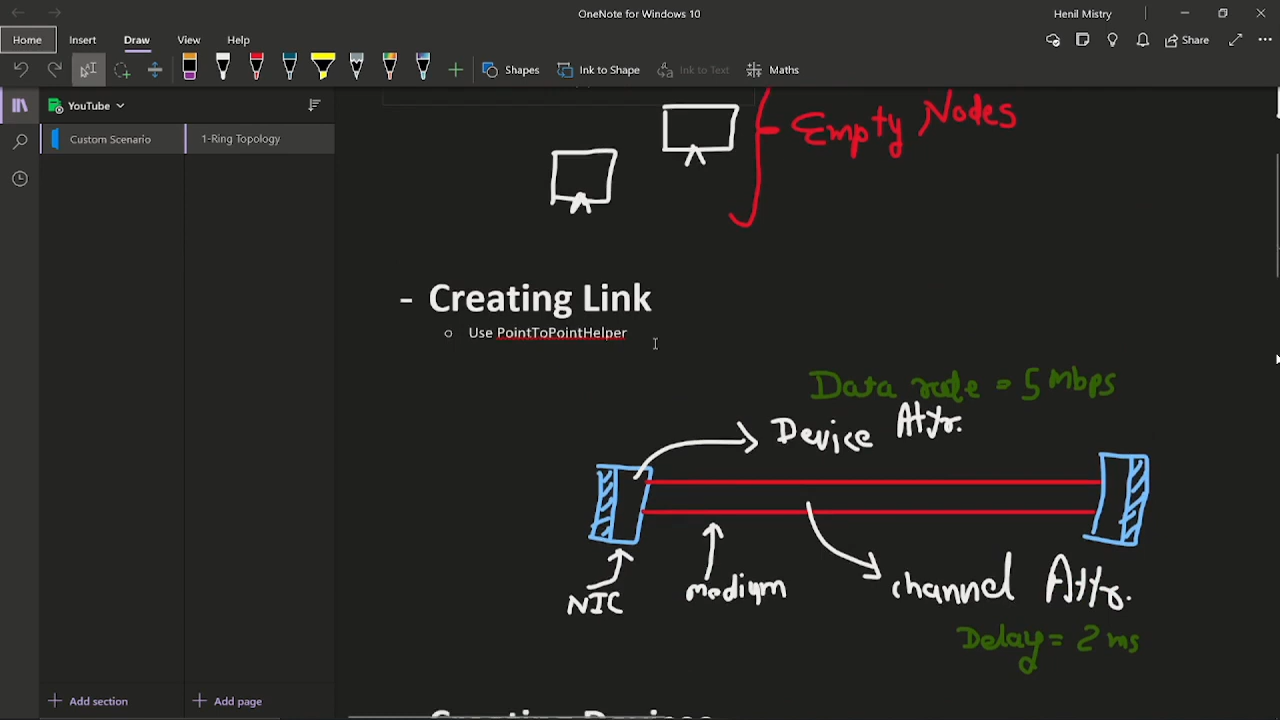 OneNote for Windows 10
Henil Mistry
Home
Insert
Draw
View
Help
Share
Shapes
Ink to Shape
Ink to Text
Maths
YouTube
Custom Scenario
1-Ring Topology
Empty Nodes
- Creating Link
Use PointToPointHelper
Data rate = 5 Mbps
Device Attr.
NIC
medium
channel Attr.
Delay = 2 ms
Add section
Add page